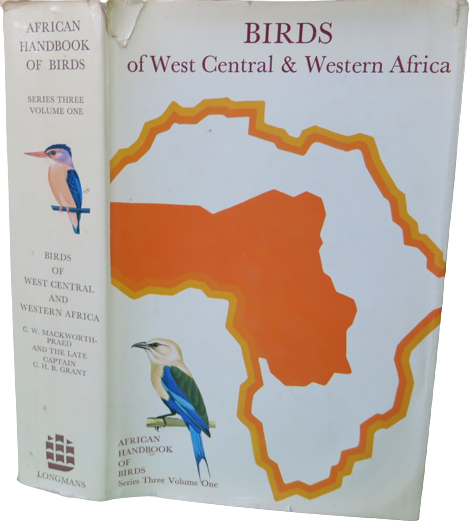 AFRICAN
HANDBOOK
OF BIRDS
SERIES THREE
VOLUME ONE
BIRDS
OF
WEST CENTRAL
AND
WESTERN AFRICA
C. W. MACKWORTH-
PRAED
AND THE LATE
CAPTAIN
C. H. B. GRANT
LONGMANS
BIRDS
of West Central & Western Africa
AFRICAN
HANDBOOK
OF
BIRDS
Series Three Volume One